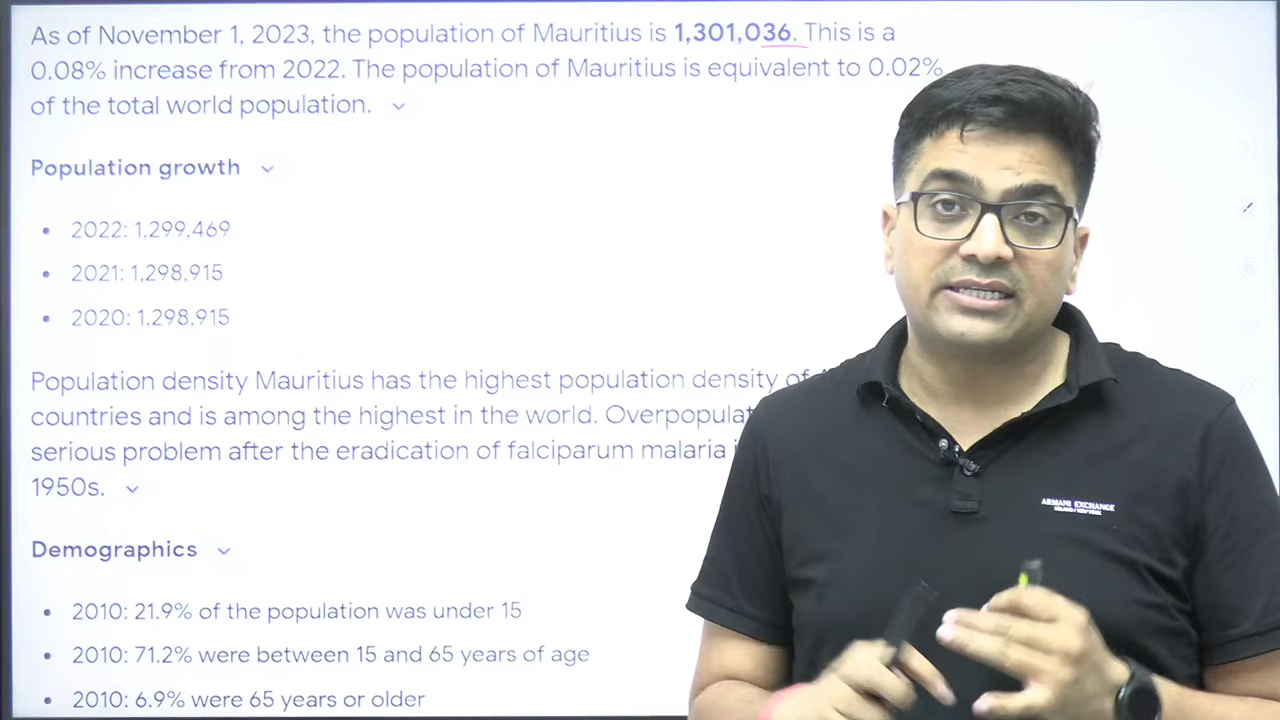 As of November 1, 2023, the population of Mauritius is 1,301,036. This is a
0.08% increase from 2022. The population of Mauritius is equivalent to 0.02%
of the total world population.
Population growth
2022: 1,299,469
2021: 1,298,915
2020: 1,298,915
Population density Mauritius has the highest population density of
countries and is among the highest in the world.
serious problem after the eradication of falciparum malaria
1950s.
Demographics
2010: 21.9% of the population was under 15
2010: 71.2% were between 15 and 65 years of age
2010: 6.9% were 65 years or older
ARMANI EXCHANGE
MILANO / NEW YORK